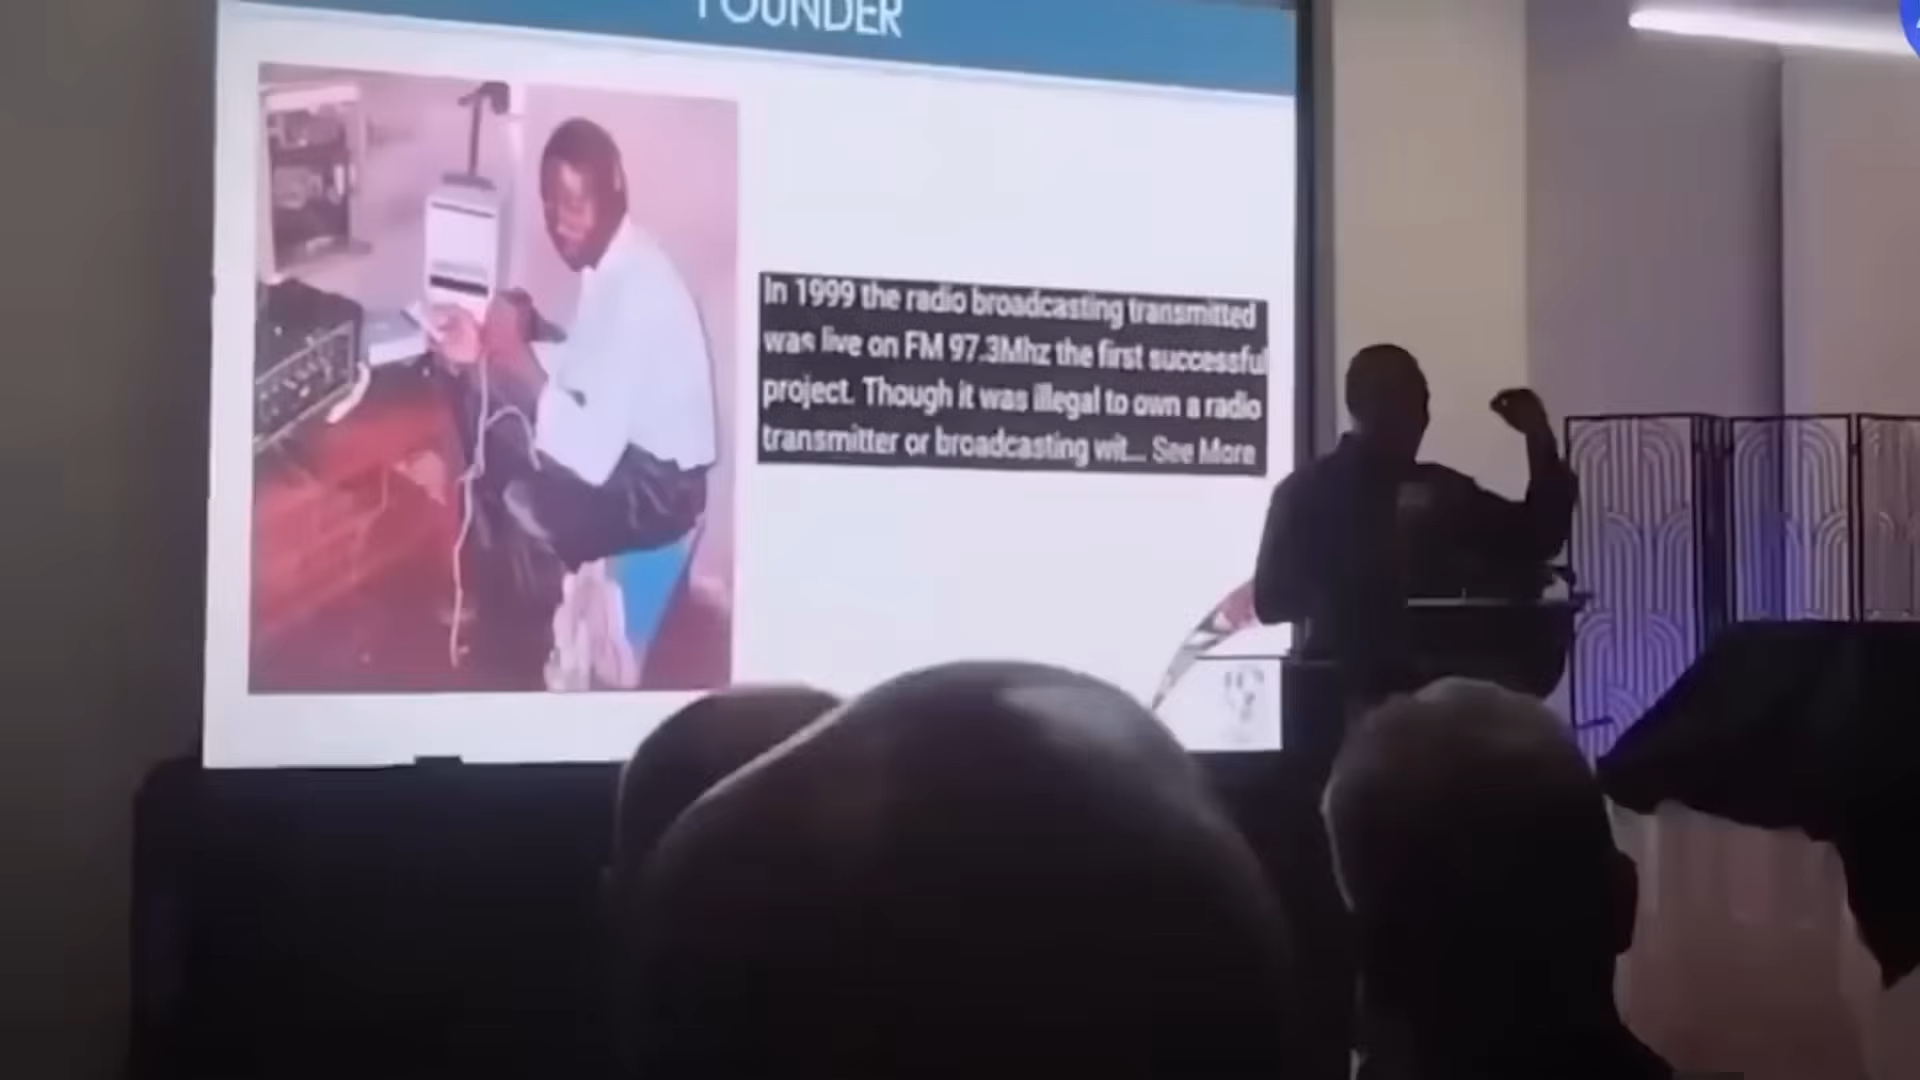 FOUNDER
In 1999 the radio broadcasting transmitted
was live on FM 97.3Mhz the first successful
project. Though it was illegal to own a radio
transmitter or broadcasting wit... See More